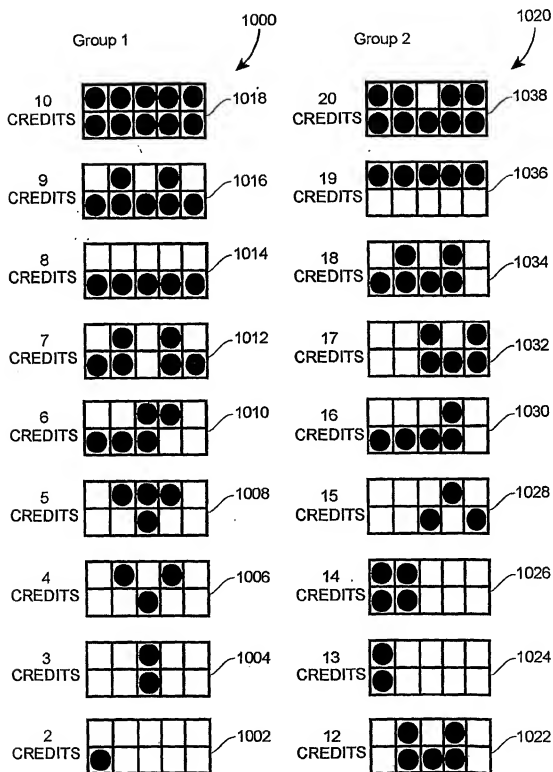 1000
1020
Group 1
Group 2
10
CREDITS
1018
9
CREDITS
1016
8
CREDITS
1014
7
CREDITS
1012
6
CREDITS
1010
5
CREDITS
1008
4
CREDITS
1006
3
CREDITS
1004
2
CREDITS
1002
20
CREDITS
1038
19
CREDITS
1036
18
CREDITS
1034
17
CREDITS
1032
16
CREDITS
1030
15
CREDITS
1028
14
CREDITS
1026
13
CREDITS
1024
12
CREDITS
1022